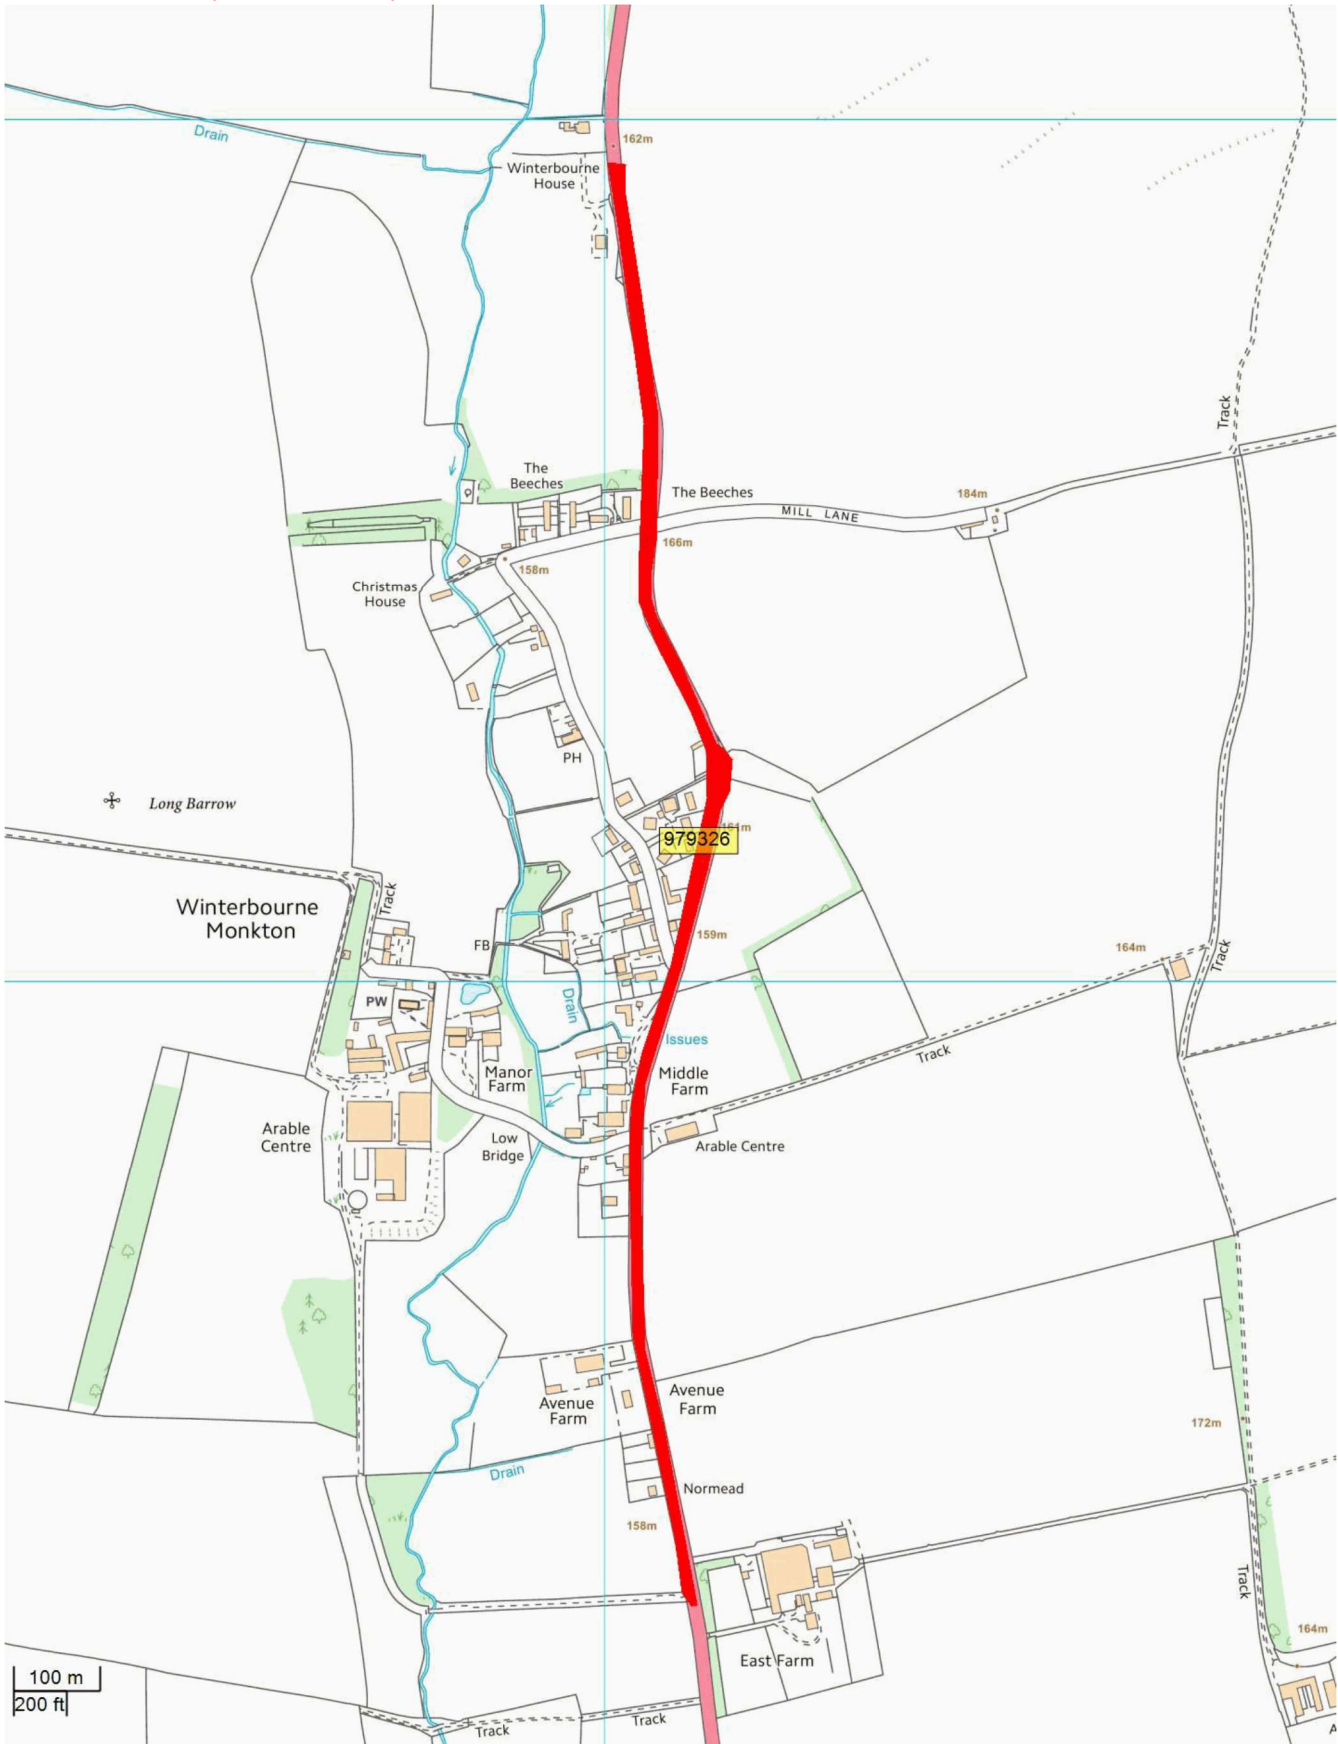 162m
Drain
Winterbourne
House
Track
The
Beeches
The Beeches
184m
MILL LANE
166m
158m
Christmas
House
PH
Long Barrow
161m
979326
Track
Winterbourne
Monkton
159m
FB
164m
Track
PW
Drain
Issues
Track
Manor
Farm
Middle
Farm
Arable
Centre
Low
Bridge
Arable Centre
Avenue
Farm
Avenue
Farm
172m
Drain
Normead
158m
Track
164m
East Farm
100 m
200 ft
Track
Track
A